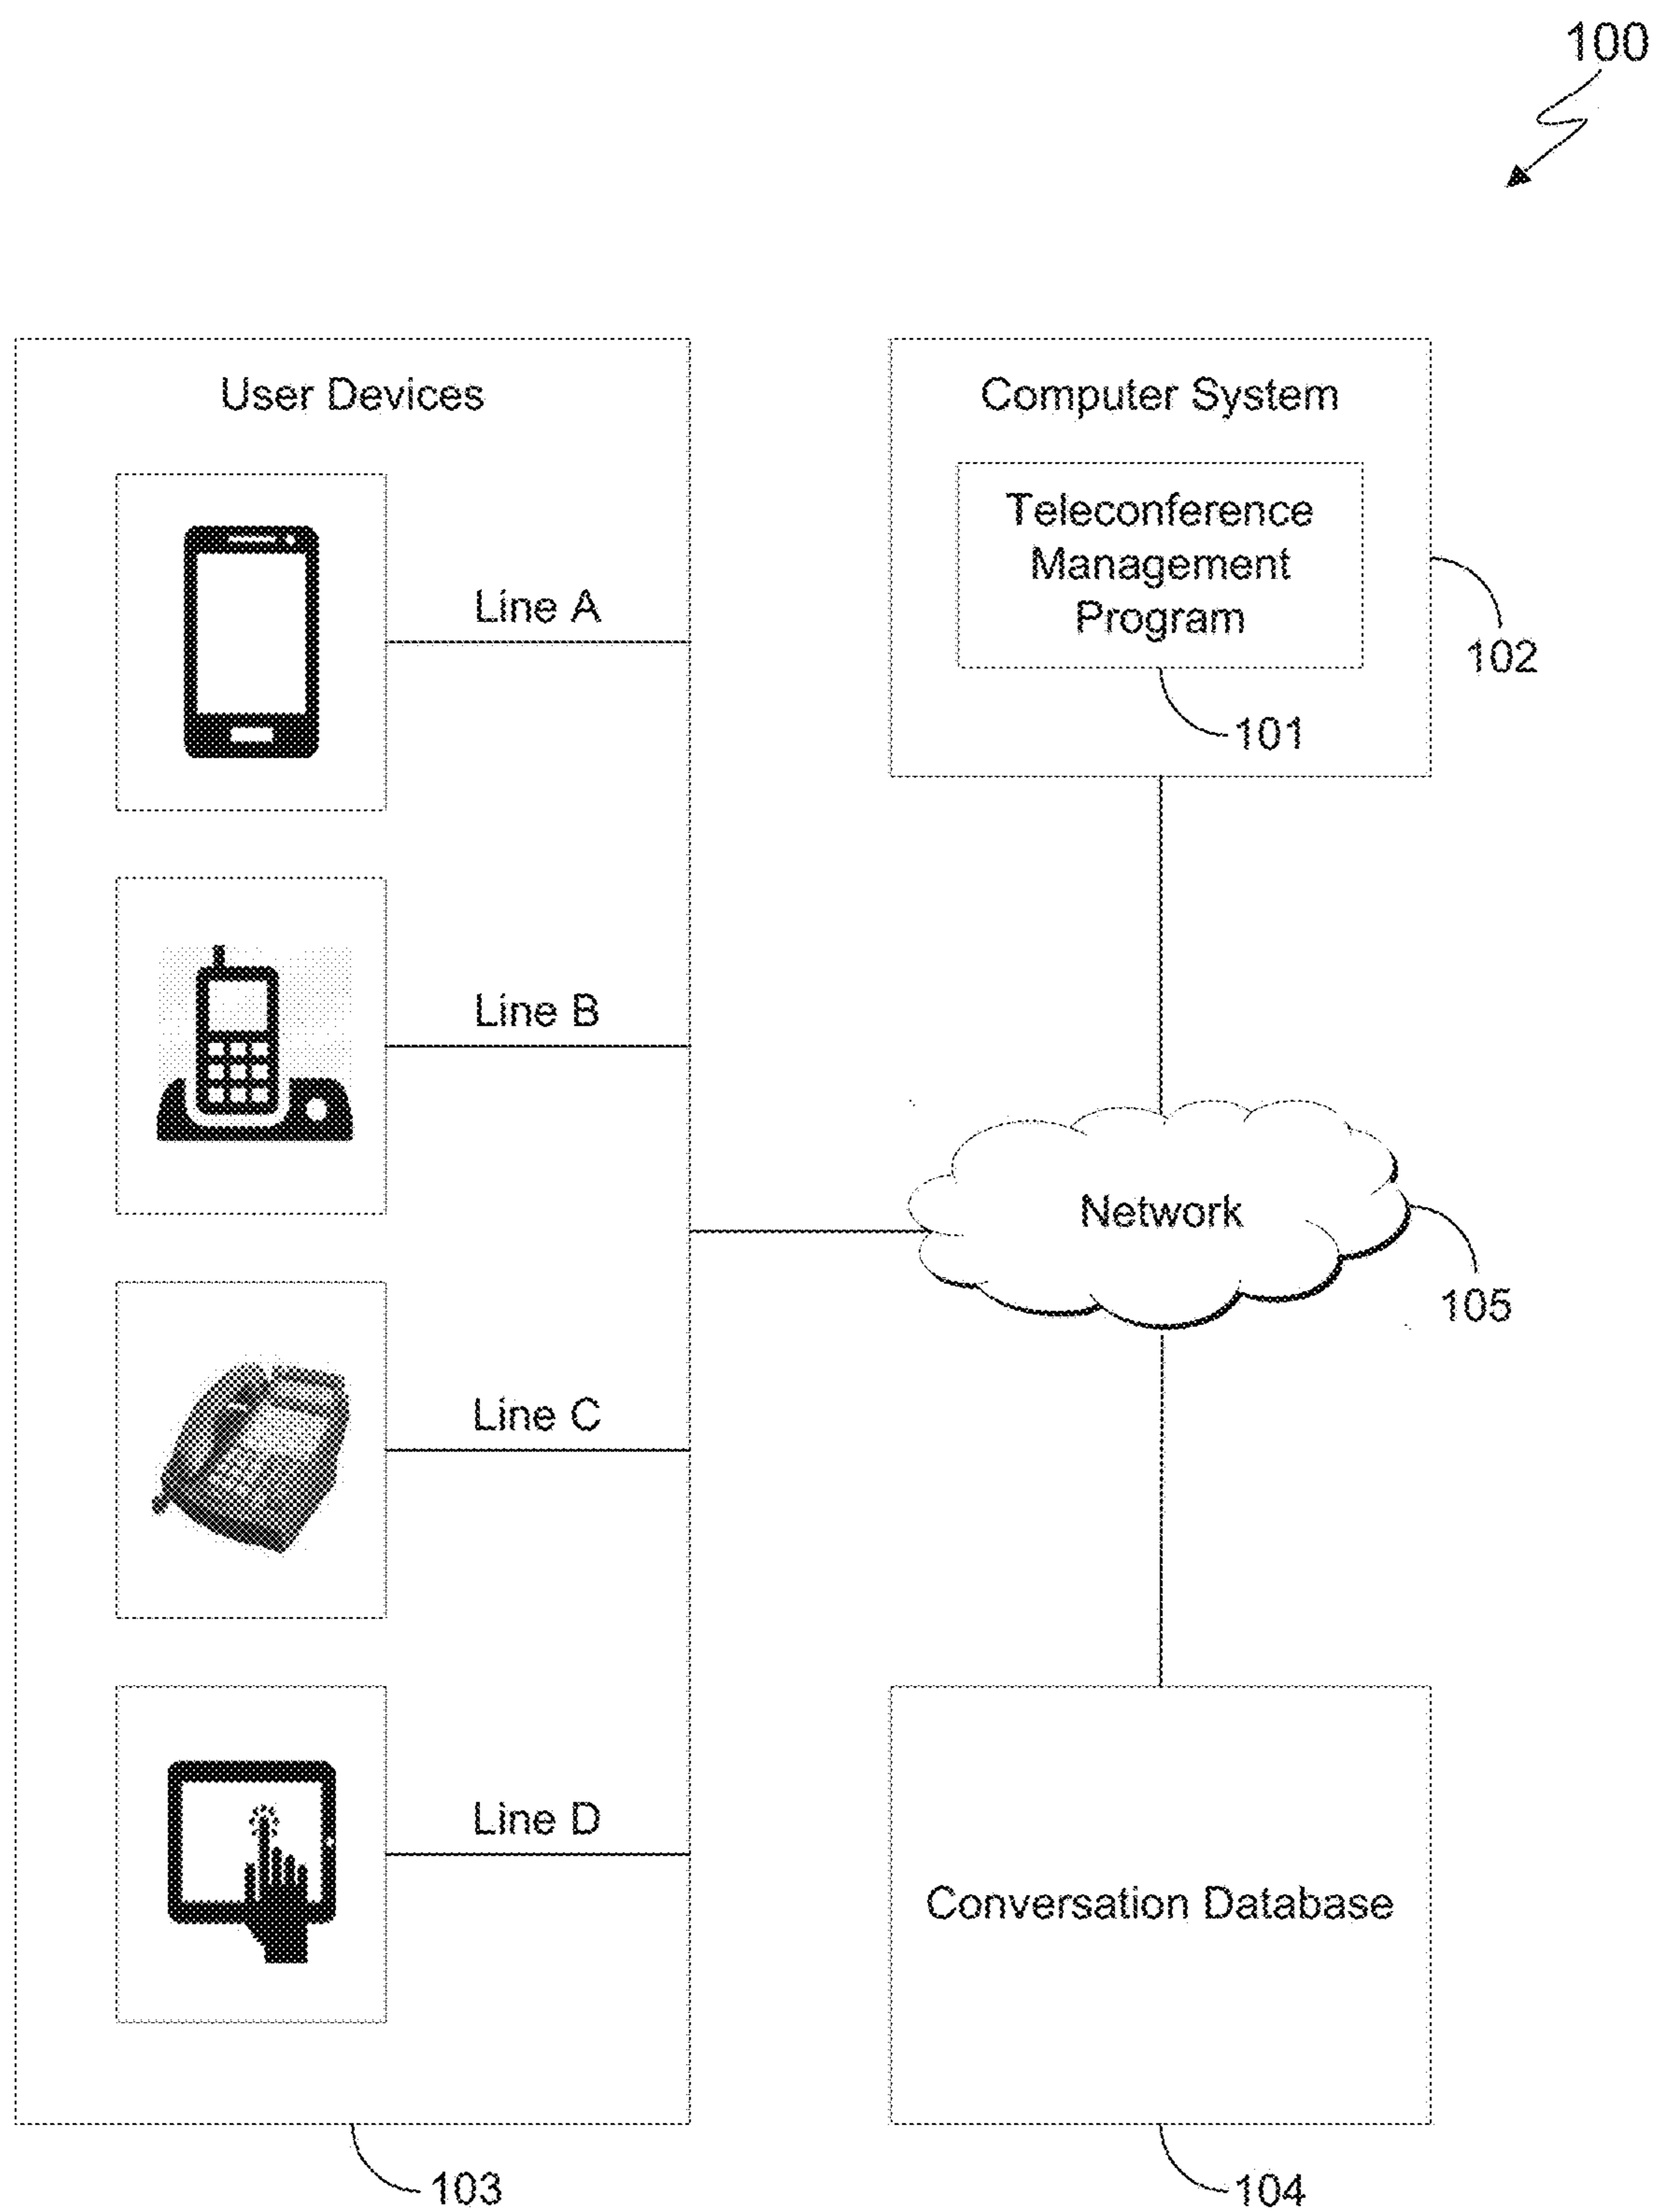 100
User Devices
Line A
Line B
Line C
Line D
103
Computer System
Teleconference
Management
Program
101
102
Network
105
Conversation Database
104